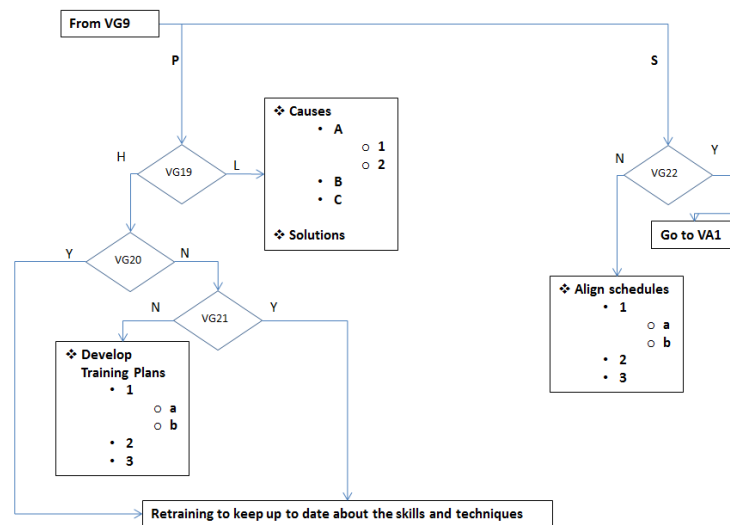 From VG9
P
S
❖ Causes
• A
○ 1
○ 2
• B
• C
❖ Solutions
H
L
VG19
N
Y
VG22
Go to VA1
Y
N
VG20
❖ Align schedules
• 1
○ a
○ b
• 2
• 3
N
Y
VG21
❖ Develop
Training Plans
• 1
○ a
○ b
• 2
• 3
Retraining to keep up to date about the skills and techniques